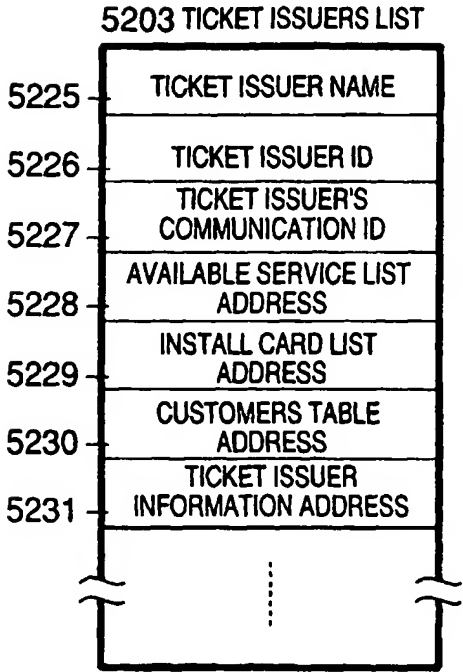 5203 TICKET ISSUERS LIST
5225 TICKET ISSUER NAME
5226 TICKET ISSUER ID
TICKET ISSUER'S
5227 COMMUNICATION ID
AVAILABLE SERVICE LIST
5228 ADDRESS
INSTALL CARD LIST
5229 ADDRESS
CUSTOMERS TABLE
5230 ADDRESS
TICKET ISSUER
5231 INFORMATION ADDRESS